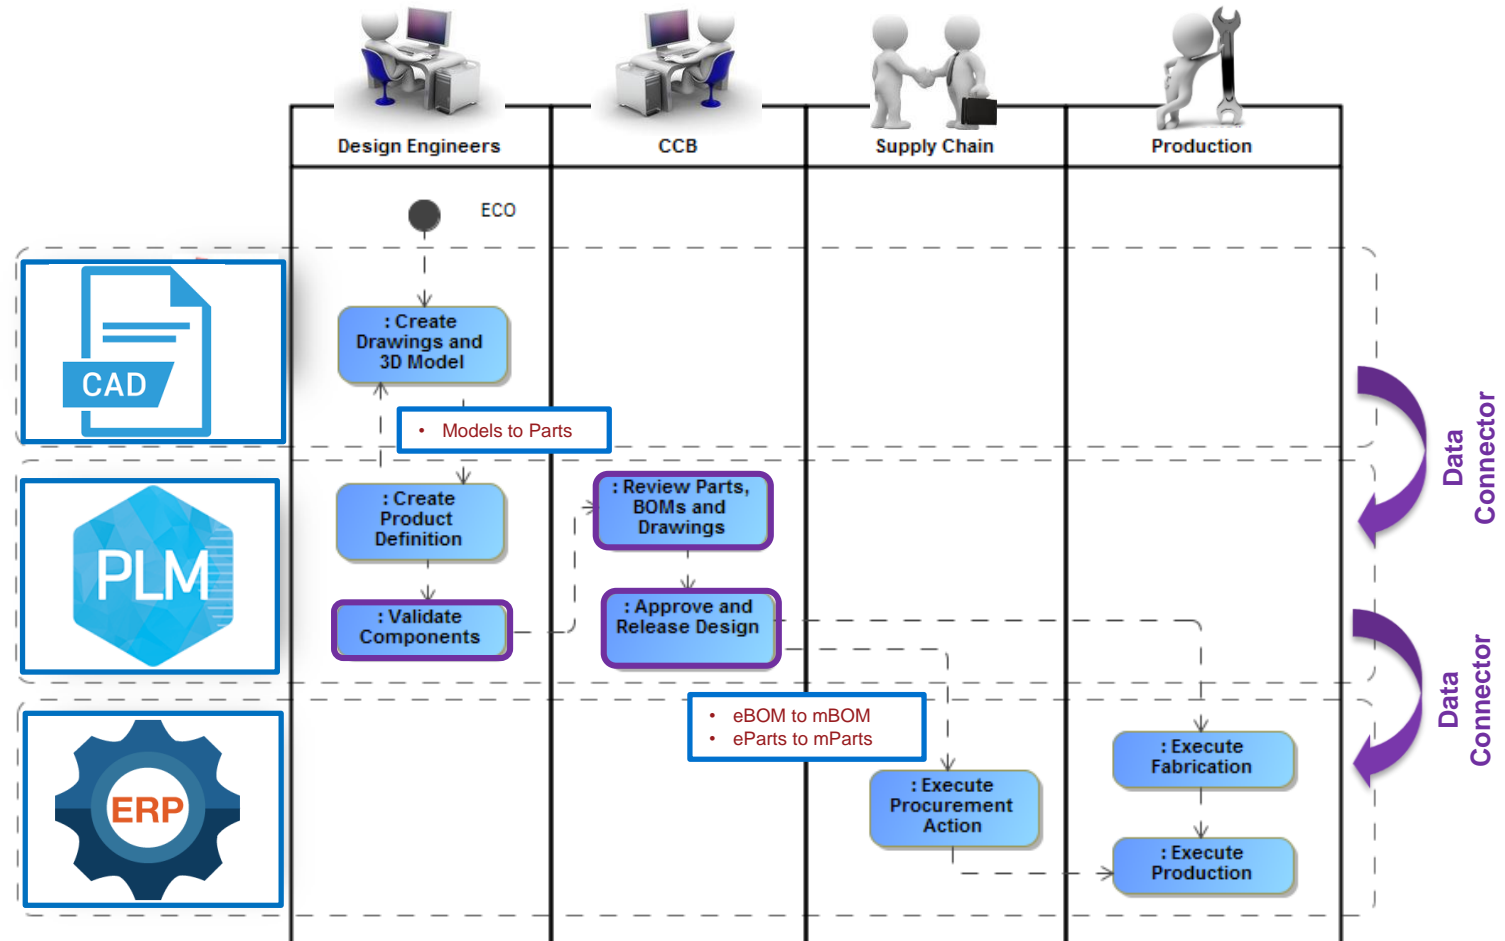 Design Engineers
CCB
Supply Chain
Production
ECO
CAD
: Create
Drawings and
3D Model
• Models to Parts
Data
Connector
PLM
: Create
Product
Definition
: Review Parts,
BOMs and
Drawings
: Validate
Components
: Approve and
Release Design
Data
Connector
• eBOM to mBOM
• eParts to mParts
ERP
: Execute
Procurement
Action
: Execute
Fabrication
: Execute
Production